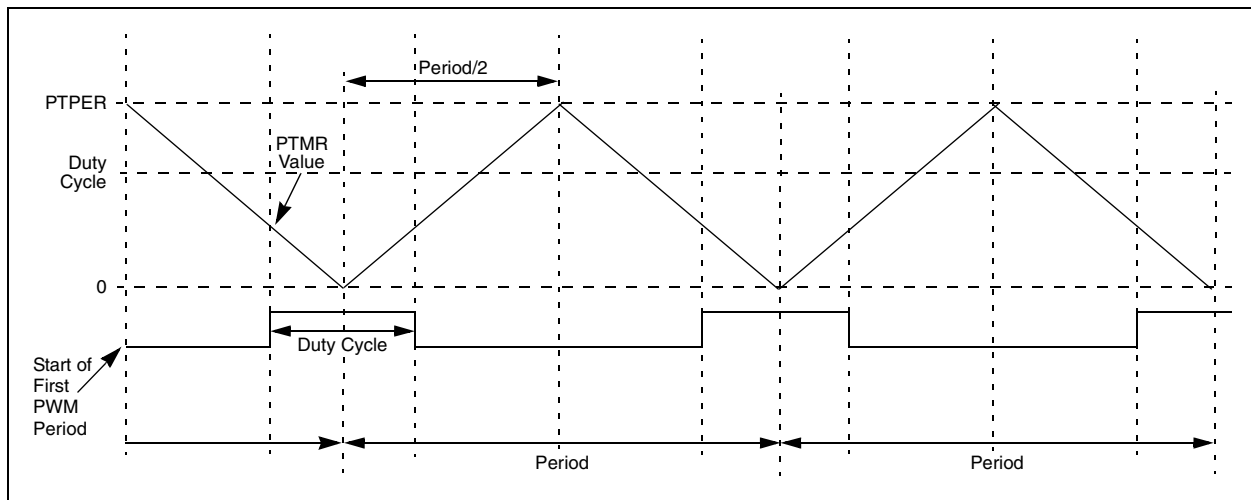 Period/2
PTPER
PTMR
Value
Duty
Cycle
0
Duty Cycle
Start of
First
PWM
Period
Period
Period